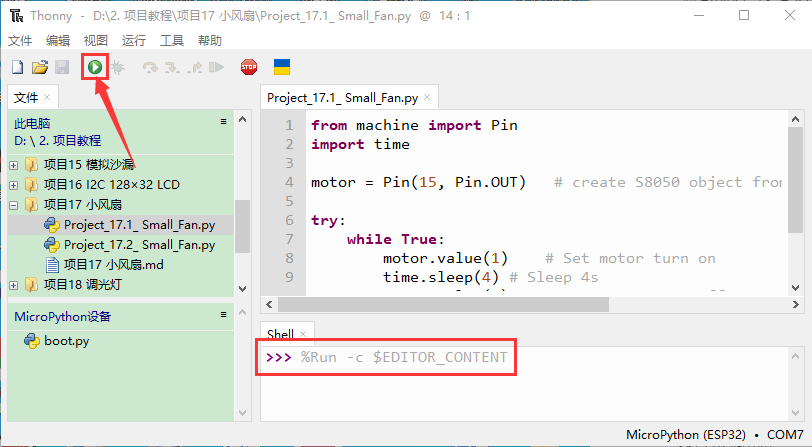 Thonny - D:\2. 项目教程\项目17 小风扇\Project_17.1_ Small_Fan.py @ 14 : 1
文件 编辑 视图 运行 工具 帮助
STOP
文件
此电脑
D: \ 2. 项目教程
项目15 模拟沙漏
项目16 I2C 128×32 LCD
项目17 小风扇
Project_17.1_ Small_Fan.py
Project_17.2_ Small_Fan.py
项目17 小风扇.md
项目18 调光灯
MicroPython设备
boot.py
Project_17.1_ Small_Fan.py
1 from machine import Pin
2 import time
3
4 motor = Pin(15, Pin.OUT) # create S8050 object from
5
6 try:
7 while True:
8 motor.value(1) # Set motor turn on
9 time.sleep(4) # Sleep 4s
Shell
>>> %Run -c $EDITOR_CONTENT
MicroPython (ESP32) • COM7